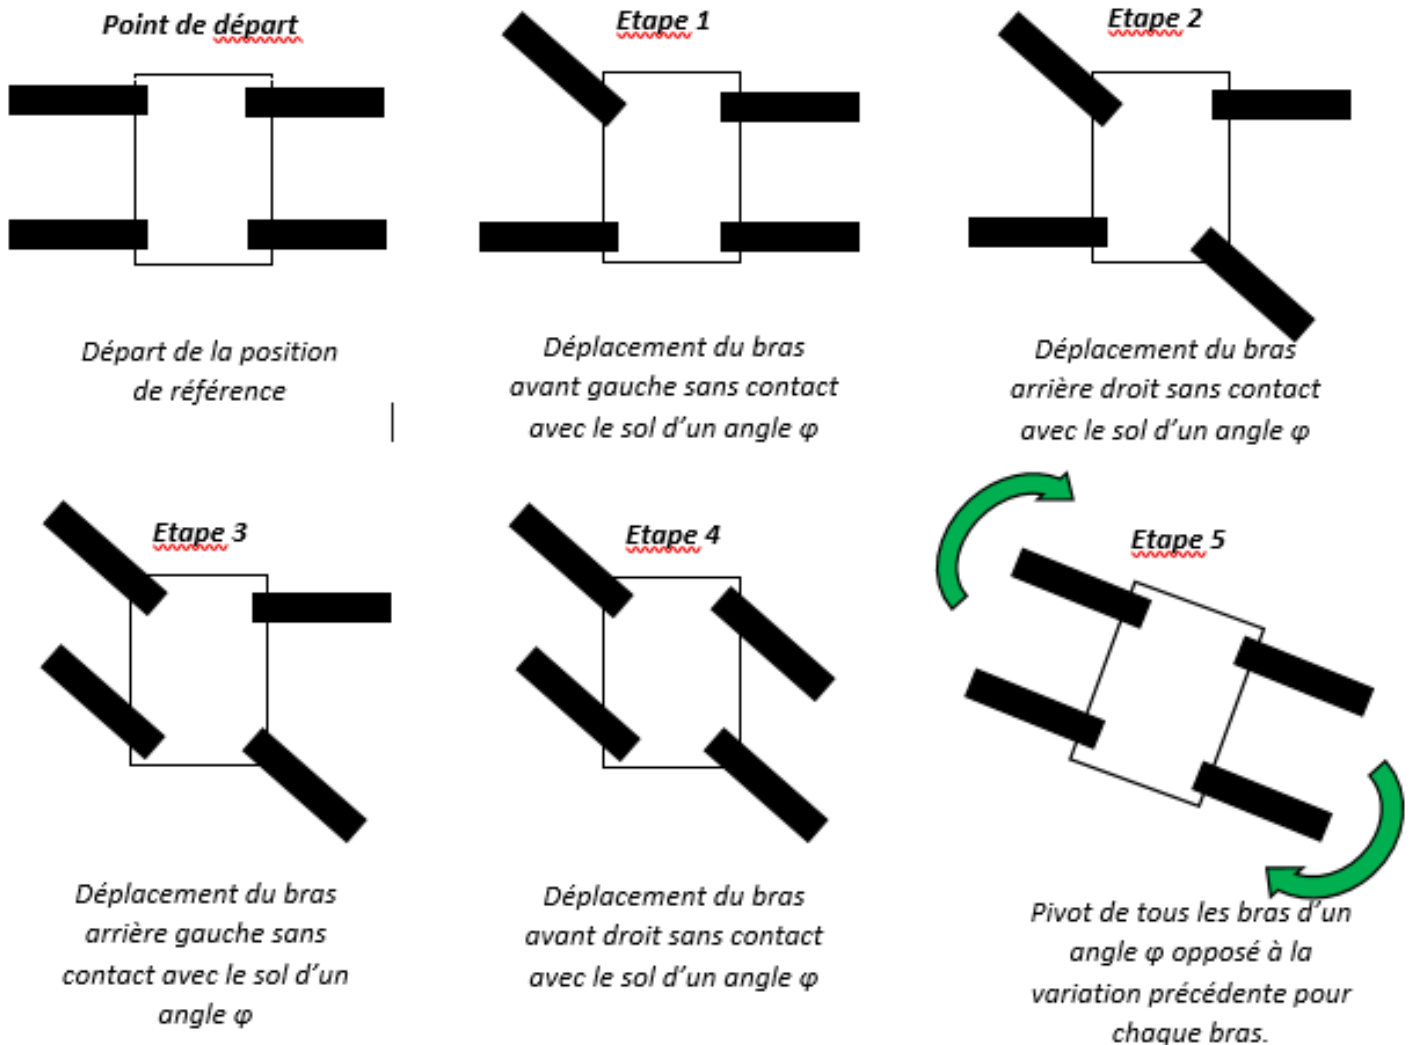 Point de départ
Etape 1
Etape 2
Départ de la position
de référence
Déplacement du bras
avant gauche sans contact
avec le sol d'un angle φ
Déplacement du bras
arrière droit sans contact
avec le sol d'un angle φ
Etape 3
Etape 4
Etape 5
Déplacement du bras
arrière gauche sans
contact avec le sol d'un
angle φ
Déplacement du bras
avant droit sans contact
avec le sol d'un angle φ
Pivot de tous les bras d'un
angle φ opposé à la
variation précédente pour
chaque bras.